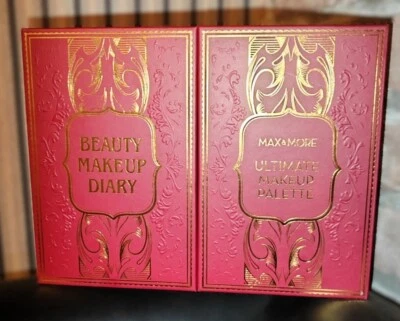 BEAUTY
MAKEUP
DIARY
MAX & MORE
ULTIMATE
MAKEUP
PALETTE